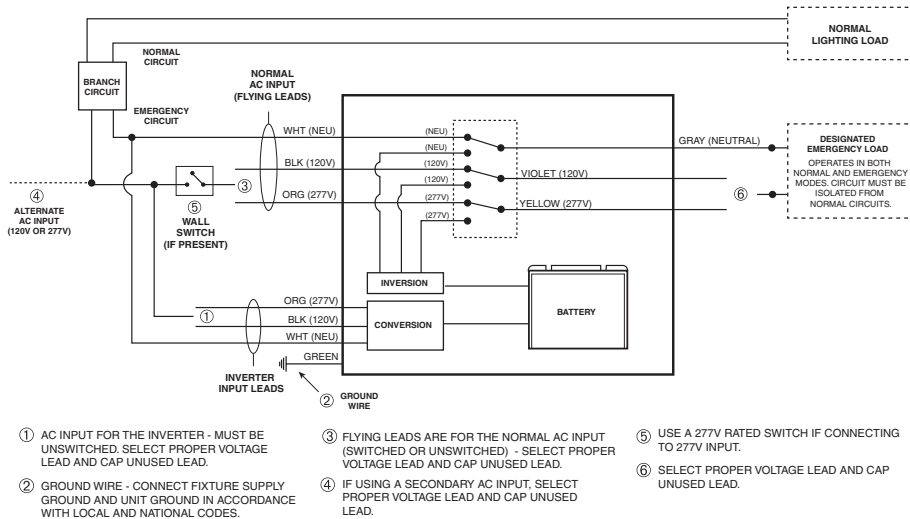 NORMAL
LIGHTING LOAD
NORMAL
CIRCUIT
BRANCH
CIRCUIT
NORMAL
AC INPUT
(FLYING LEADS)
EMERGENCY
CIRCUIT
WHT (NEU)
(NEU)
(NEU)
GRAY (NEUTRAL)
DESIGNATED
EMERGENCY LOAD
OPERATES IN BOTH
NORMAL AND EMERGENCY
MODES. CIRCUIT MUST BE
ISOLATED FROM
NORMAL CIRCUITS.
BLK (120V)
(120V)
(120V)
VIOLET (120V)
④
ALTERNATE
AC INPUT
(120V OR 277V)
⑤
WALL
SWITCH
(IF PRESENT)
③
ORG (277V)
(277V)
(277V)
YELLOW (277V)
⑥
INVERSION
BATTERY
ORG (277V)
①
BLK (120V)
CONVERSION
WHT (NEU)
GREEN
INVERTER
INPUT LEADS
② GROUND
WIRE
① AC INPUT FOR THE INVERTER - MUST BE
UNSWITCHED. SELECT PROPER VOLTAGE
LEAD AND CAP UNUSED LEAD.
② GROUND WIRE - CONNECT FIXTURE SUPPLY
GROUND AND UNIT GROUND IN ACCORDANCE
WITH LOCAL AND NATIONAL CODES.
③ FLYING LEADS ARE FOR THE NORMAL AC INPUT
(SWITCHED OR UNSWITCHED) - SELECT PROPER
VOLTAGE LEAD AND CAP UNUSED LEAD.
④ IF USING A SECONDARY AC INPUT, SELECT
PROPER VOLTAGE LEAD AND CAP UNUSED
LEAD.
⑤ USE A 277V RATED SWITCH IF CONNECTING
TO 277V INPUT.
⑥ SELECT PROPER VOLTAGE LEAD AND CAP
UNUSED LEAD.